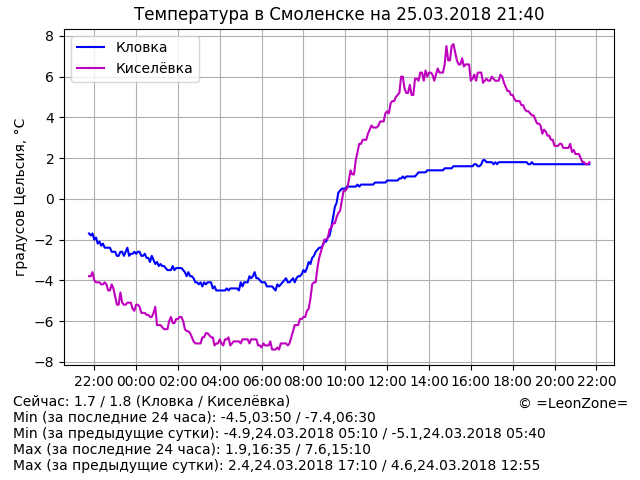 Температура в Смоленске на 25.03.2018 21:40
Кловка
Киселёвка
градусов Цельсия, °C
8
6
4
2
0
−2
−4
−6
−8
22:00 00:00 02:00 04:00 06:00 08:00 10:00 12:00 14:00 16:00 18:00 20:00 22:00
Сейчас: 1.7 / 1.8 (Кловка / Киселёвка)
© =LeonZone=
Min (за последние 24 часа): -4.5,03:50 / -7.4,06:30
Min (за предыдущие сутки): -4.9,24.03.2018 05:10 / -5.1,24.03.2018 05:40
Max (за последние 24 часа): 1.9,16:35 / 7.6,15:10
Max (за предыдущие сутки): 2.4,24.03.2018 17:10 / 4.6,24.03.2018 12:55